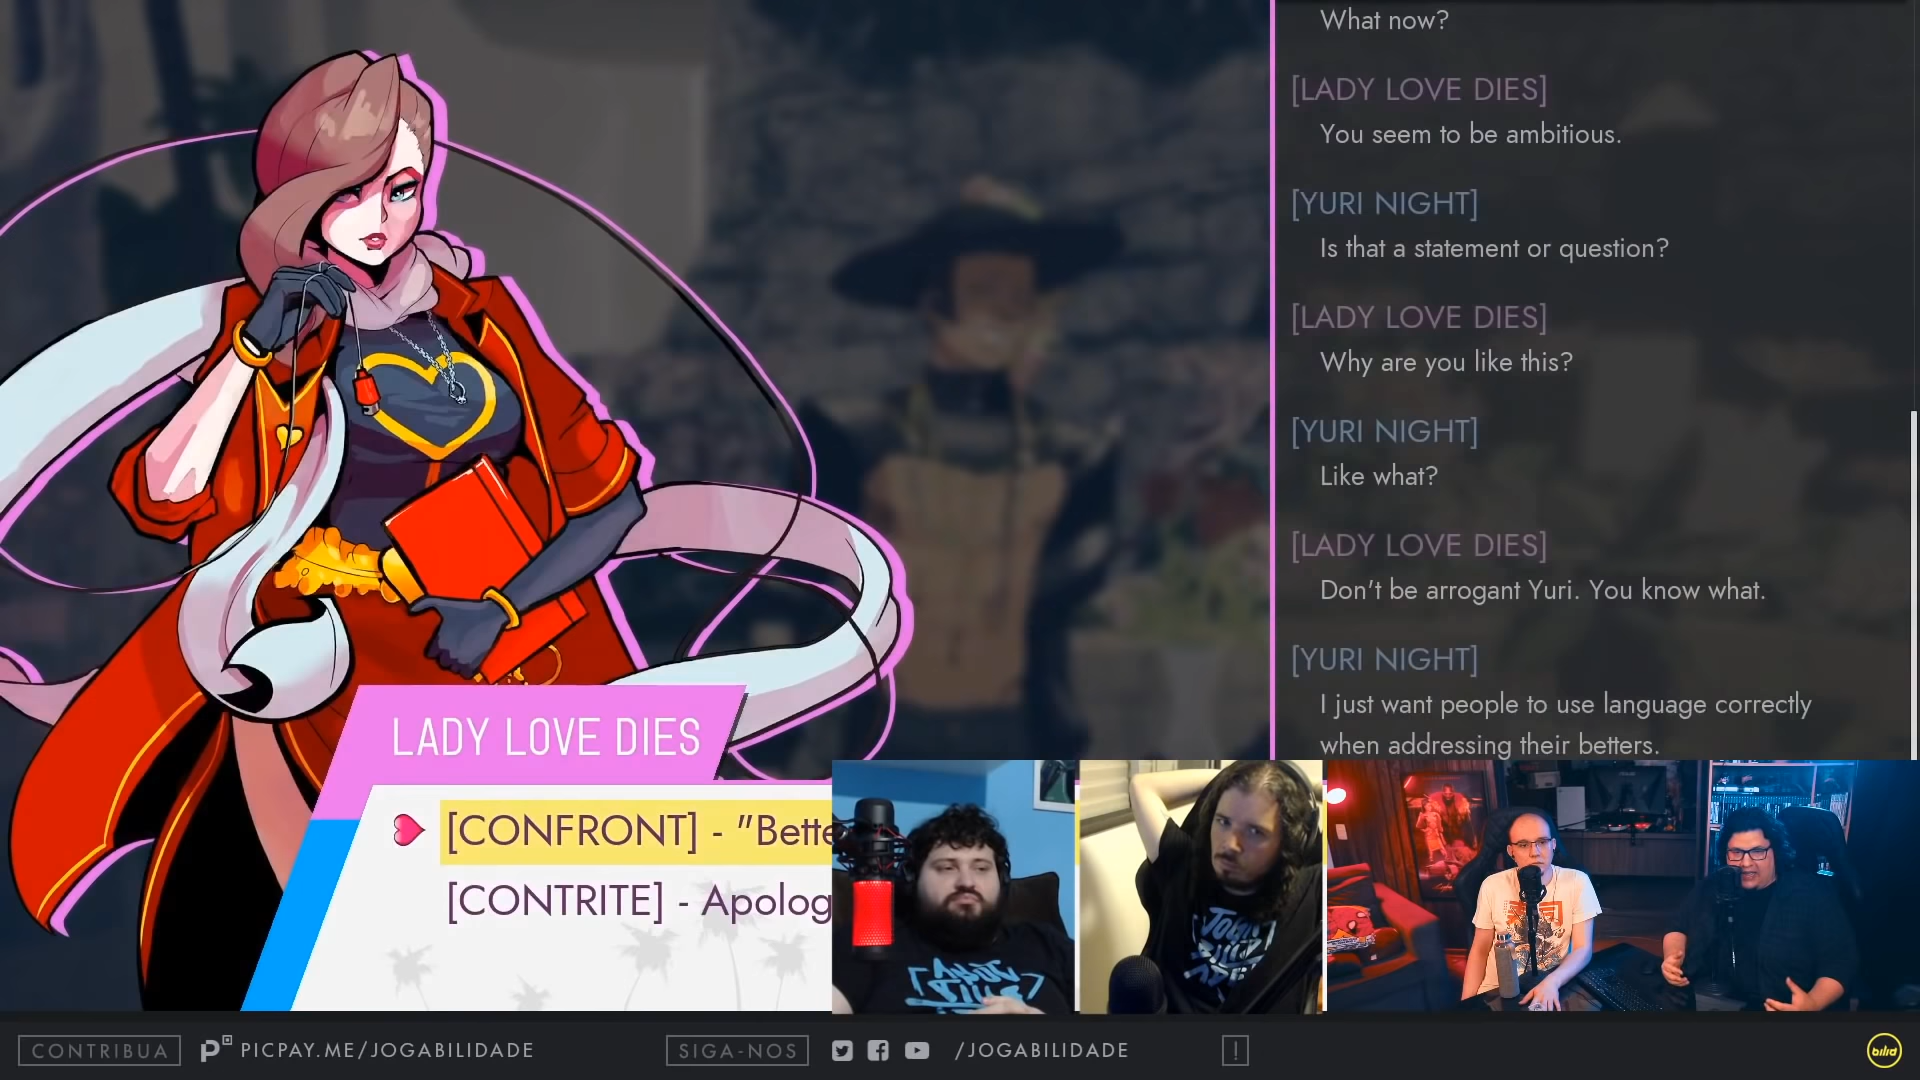 What now?
[LADY LOVE DIES]
You seem to be ambitious.
[YURI NIGHT]
Is that a statement or question?
[LADY LOVE DIES]
Why are you like this?
[YURI NIGHT]
Like what?
[LADY LOVE DIES]
Don't be arrogant Yuri. You know what.
[YURI NIGHT]
I just want people to use language correctly
when addressing their betters.
LADY LOVE DIES
[CONFRONT] - "Bette
[CONTRITE] - Apolog
CONTRIBUA
PICPAY.ME/JOGABILIDADE
SIGA-NOS
/JOGABILIDADE
!